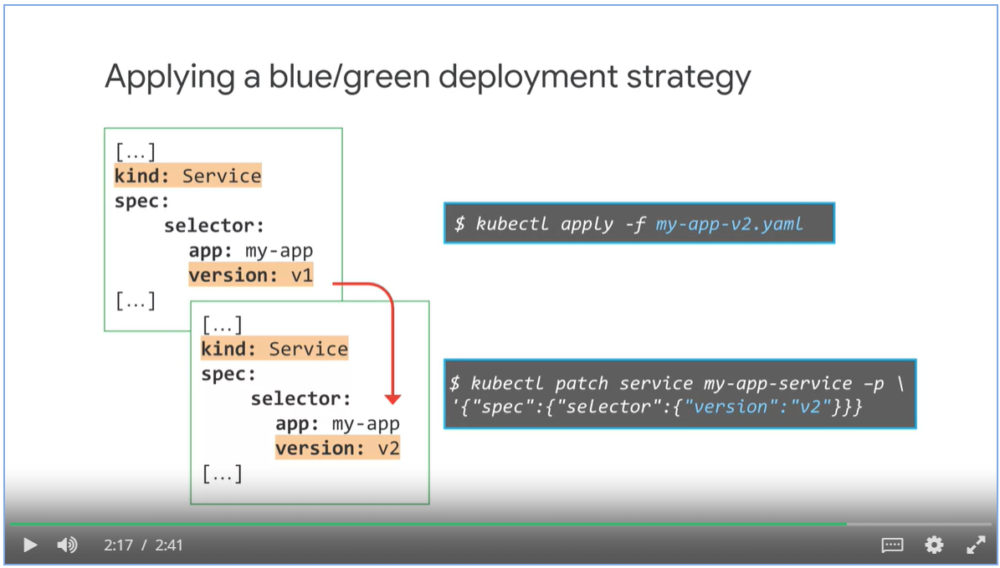 Applying a blue/green deployment strategy
[...]
kind: Service
spec:
selector:
app: my-app
version: v1
[...]
[...]
kind: Service
spec:
selector:
app: my-app
version: v2
[...]
$ kubectl apply -f my-app-v2.yaml
$ kubectl patch service my-app-service –p \
'{"spec":{"selector":{"version":"v2"}}}
2:17 / 2:41